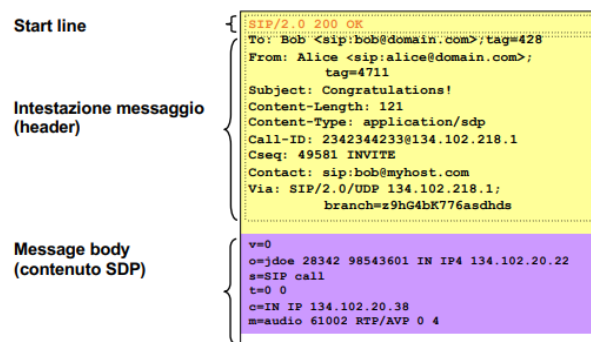 Start line
SIP/2.0 200 OK
To: Bob <sip:bob@domain.com>;tag=428
From: Alice <sip:alice@domain.com>;
tag=4711
Subject: Congratulations!
Content-Length: 121
Content-Type: application/sdp
Call-ID: 2342344233@134.102.218.1
Cseq: 49581 INVITE
Contact: sip:bob@myhost.com
Via: SIP/2.0/UDP 134.102.218.1;
branch=z9hG4bK776asdhds
Intestazione messaggio
(header)
Message body
(contenuto SDP)
v=0
o=jdoe 28342 98543601 IN IP4 134.102.20.22
s=SIP call
t=0 0
c=IN IP 134.102.20.38
m=audio 61002 RTP/AVP 0 4